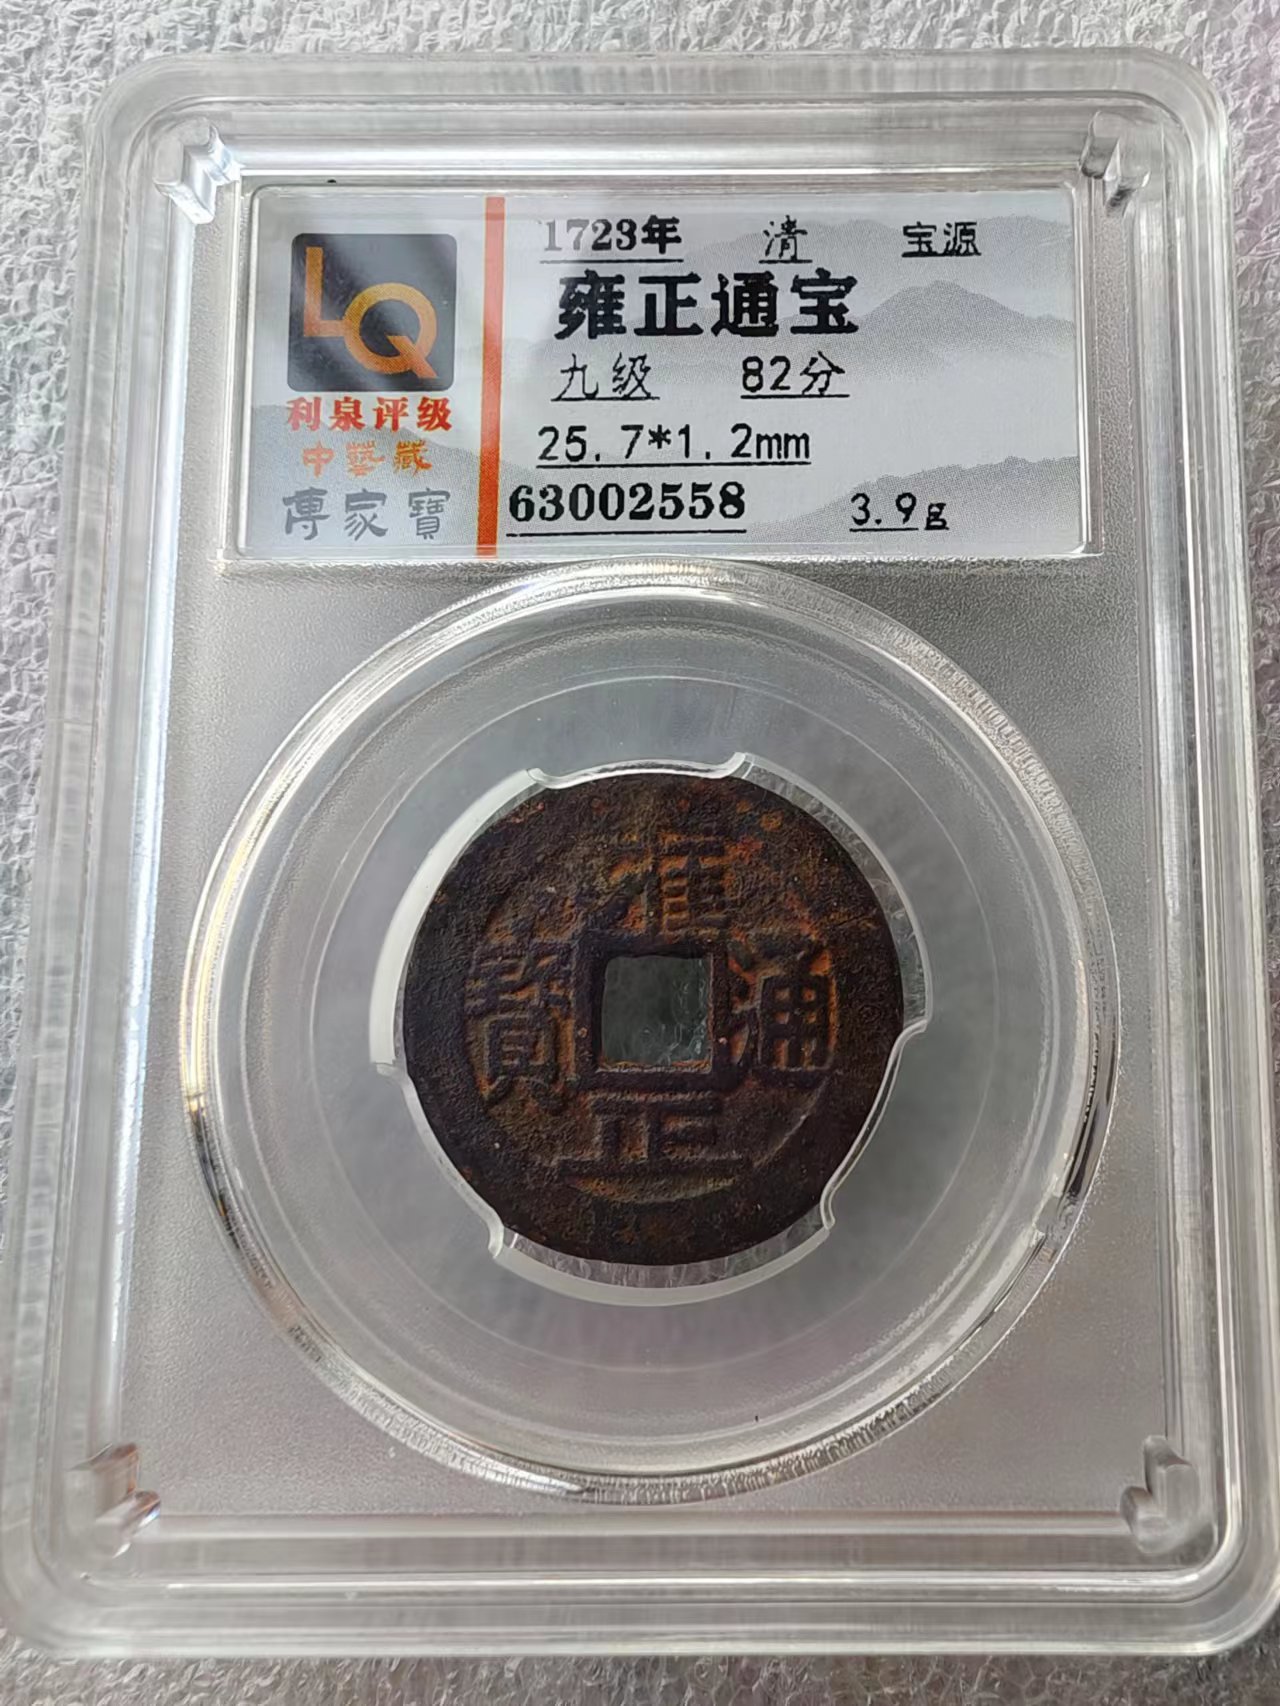 LQ
利泉评级
中藝藏
傳家寶
1723年 清 宝源
雍正通宝
九级 82分
25.7*1.2mm
63002558 3.9g
雍
寶 通
正